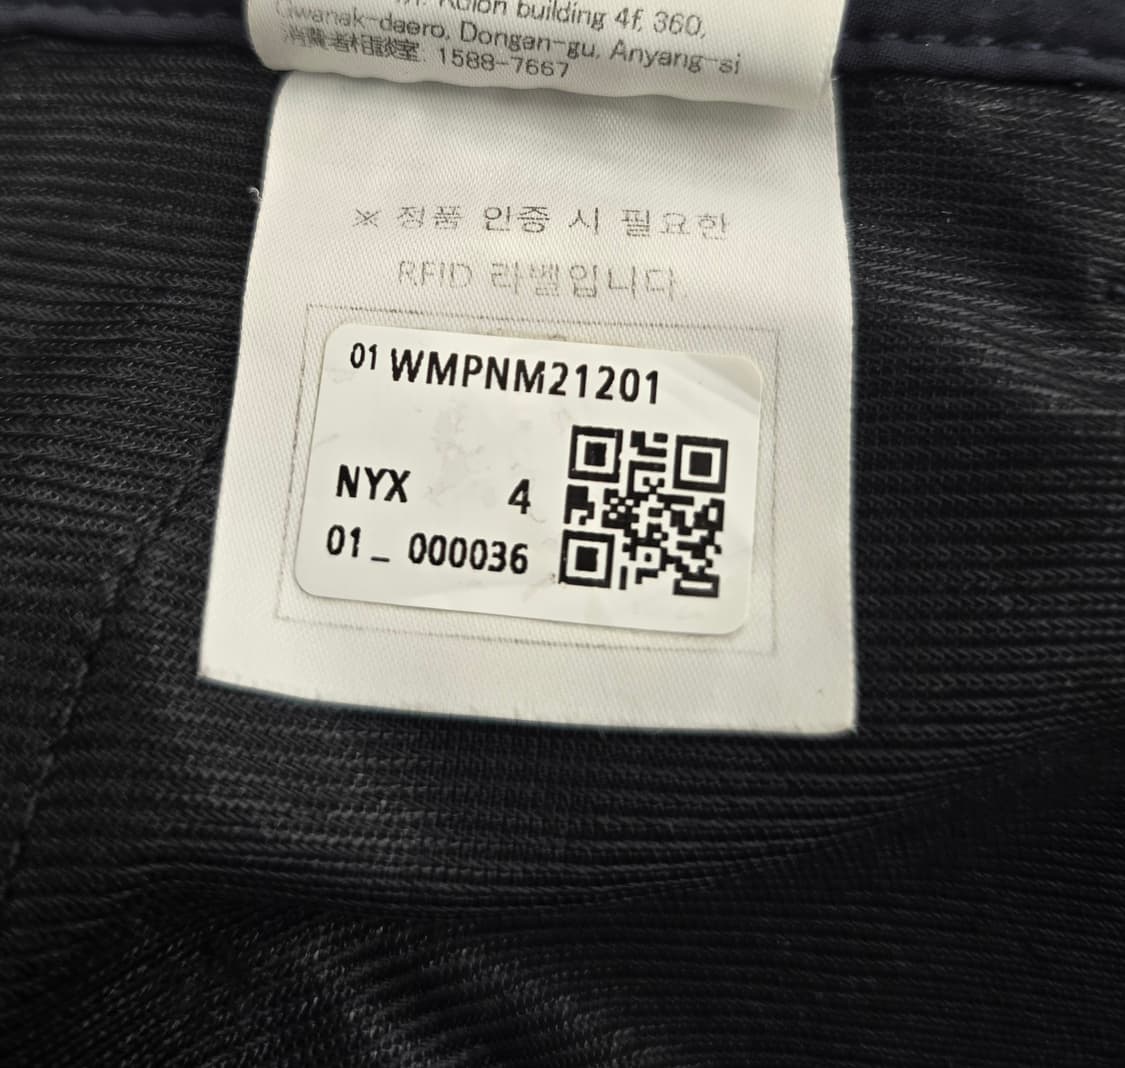 Kolon building 4f, 360,
Gwanak-daero, Dongan-gu, Anyang-si
消費者相談室. 1588-7667
※ 정품 인증 시 필요한
RFID 라벨입니다.
01 WMPNM21201
NYX 4
01_ 000036